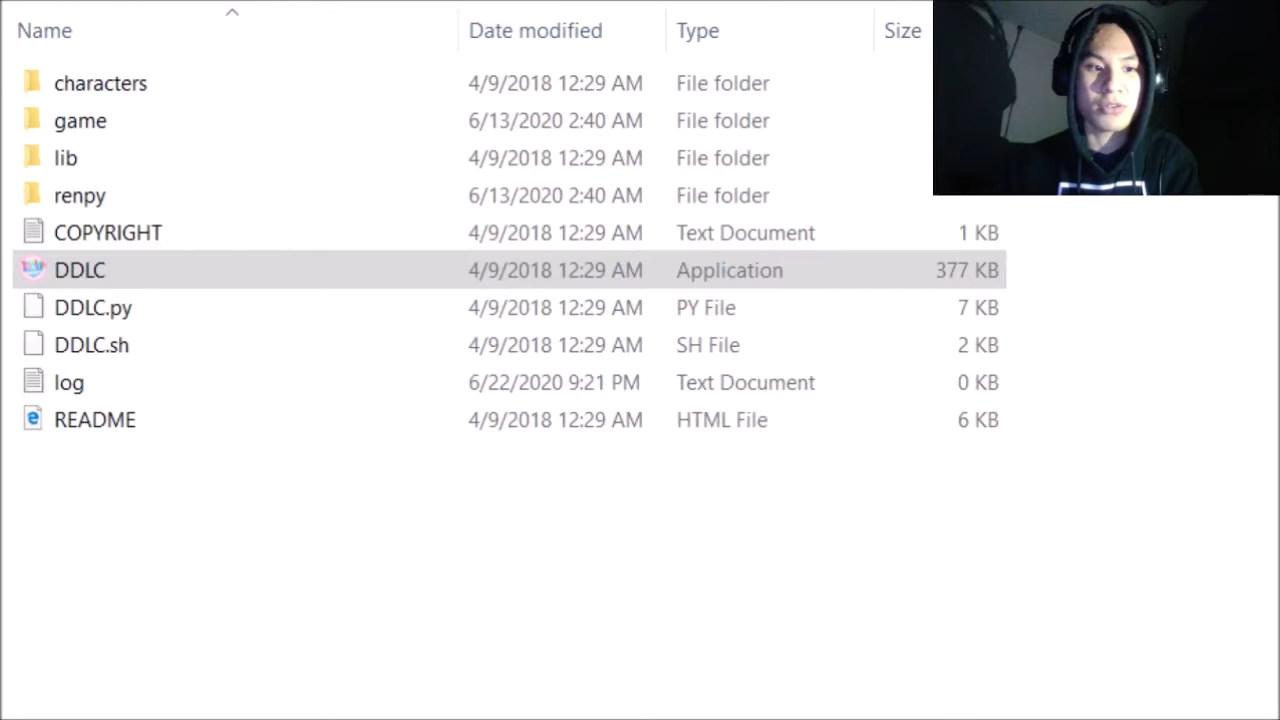 Name Date modified Type Size
characters 4/9/2018 12:29 AM File folder
game 6/13/2020 2:40 AM File folder
lib 4/9/2018 12:29 AM File folder
renpy 6/13/2020 2:40 AM File folder
COPYRIGHT 4/9/2018 12:29 AM Text Document 1 KB
DDLC 4/9/2018 12:29 AM Application 377 KB
DDLC.py 4/9/2018 12:29 AM PY File 7 KB
DDLC.sh 4/9/2018 12:29 AM SH File 2 KB
log 6/22/2020 9:21 PM Text Document 0 KB
README 4/9/2018 12:29 AM HTML File 6 KB